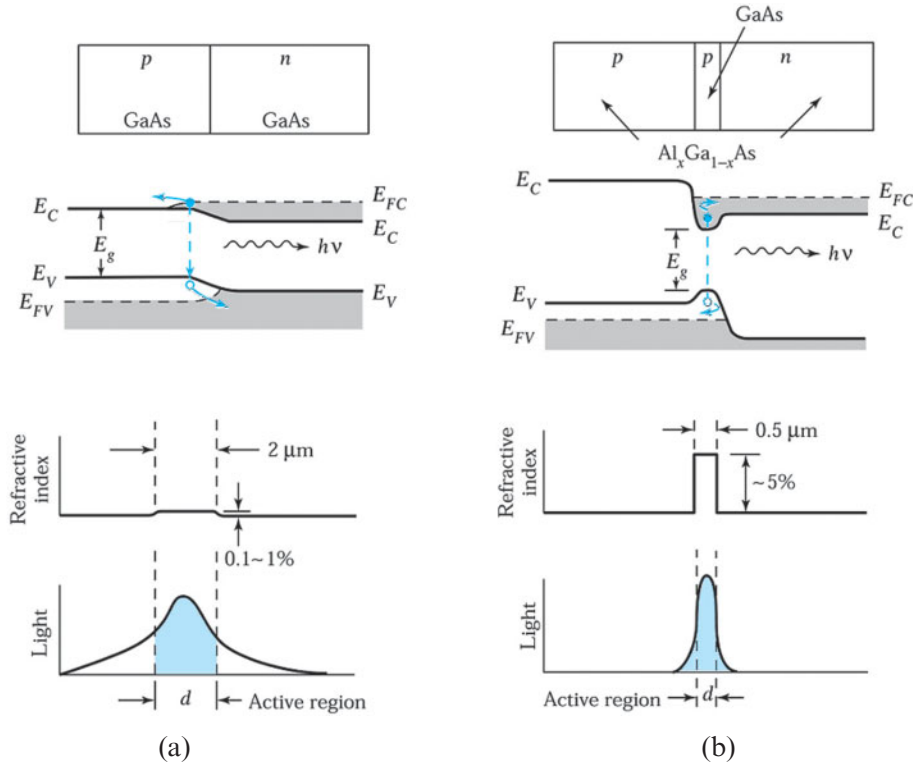 p
n
GaAs
GaAs
E_C
E_FC
E_C
E_g
hν
E_V
E_V
E_FV
Refractive
index
2 μm
0.1~1%
Light
d
Active region
(a)
GaAs
p
p
n
Al_xGa_1–xAs
E_C
E_FC
E_C
E_g
hν
E_V
E_FV
Refractive
index
0.5 μm
~5%
Light
Active region
d
(b)